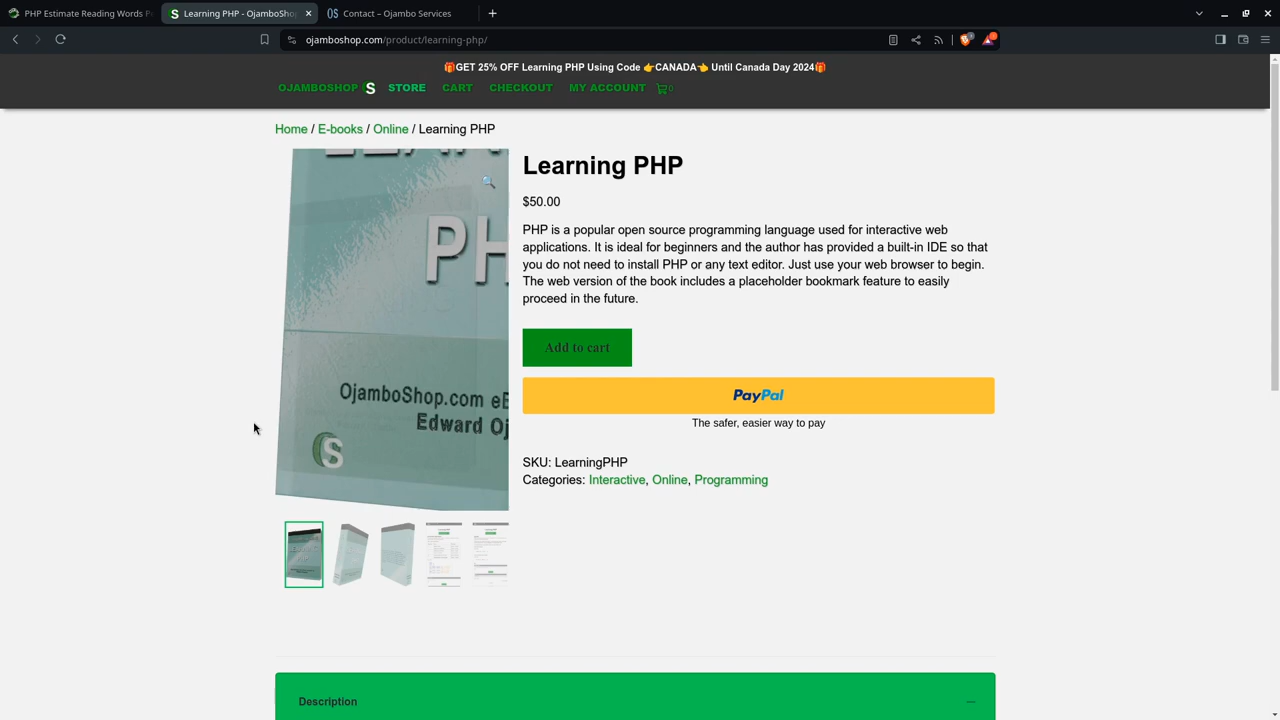 PHP Estimate Reading Words P
Learning PHP - OjamboShop
Contact – Ojambo Services
ojamboshop.com/product/learning-php/
🎁GET 25% OFF Learning PHP Using Code 👉CANADA👈 Until Canada Day 2024🎁
OJAMBOSHOP S STORE CART CHECKOUT MY ACCOUNT 0
Home / E-books / Online / Learning PHP
Learning PHP
$50.00
PHP is a popular open source programming language used for interactive web
applications. It is ideal for beginners and the author has provided a built-in IDE so that
you do not need to install PHP or any text editor. Just use your web browser to begin.
The web version of the book includes a placeholder bookmark feature to easily
proceed in the future.
Add to cart
PayPal
The safer, easier way to pay
SKU: LearningPHP
Categories: Interactive, Online, Programming
PH
OjamboShop.com e
Edward Oj
S
Description